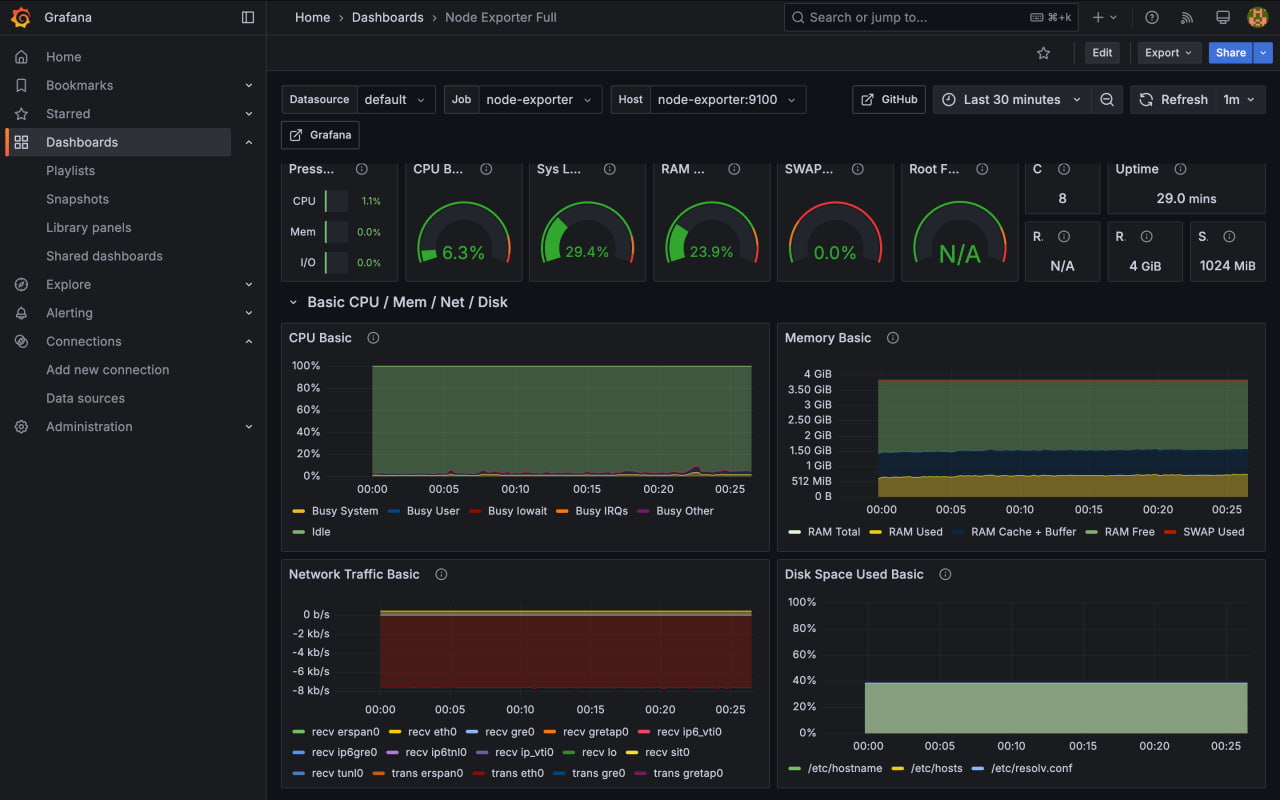 Grafana
Home › Dashboards › Node Exporter Full
Search or jump to... ⌘+k
Edit Export Share
Home
Bookmarks
Starred
Dashboards
Playlists
Snapshots
Library panels
Shared dashboards
Explore
Alerting
Connections
Add new connection
Data sources
Administration
Datasource default Job node-exporter Host node-exporter:9100 GitHub Last 30 minutes Refresh 1m
Grafana
Press...
CPU 1.1%
Mem 0.0%
I/O 0.0%
CPU B...
6.3%
Sys L...
29.4%
RAM ...
23.9%
SWAP...
0.0%
Root F...
N/A
C
8
Uptime
29.0 mins
R.
N/A
R.
4 GiB
S.
1024 MiB
Basic CPU / Mem / Net / Disk
CPU Basic
100%
80%
60%
40%
20%
0%
00:00 00:05 00:10 00:15 00:20 00:25
Busy System Busy User Busy Iowait Busy IRQs Busy Other
Idle
Memory Basic
4 GiB
3.50 GiB
3 GiB
2.50 GiB
2 GiB
1.50 GiB
1 GiB
512 MiB
0 B
00:00 00:05 00:10 00:15 00:20 00:25
RAM Total RAM Used RAM Cache + Buffer RAM Free SWAP Used
Network Traffic Basic
0 b/s
-2 kb/s
-4 kb/s
-6 kb/s
-8 kb/s
00:00 00:05 00:10 00:15 00:20 00:25
recv erspan0 recv eth0 recv gre0 recv gretap0 recv ip6_vti0
recv ip6gre0 recv ip6tnl0 recv ip_vti0 recv lo recv sit0
recv tunl0 trans erspan0 trans eth0 trans gre0 trans gretap0
Disk Space Used Basic
100%
80%
60%
40%
20%
0%
00:00 00:05 00:10 00:15 00:20 00:25
/etc/hostname /etc/hosts /etc/resolv.conf